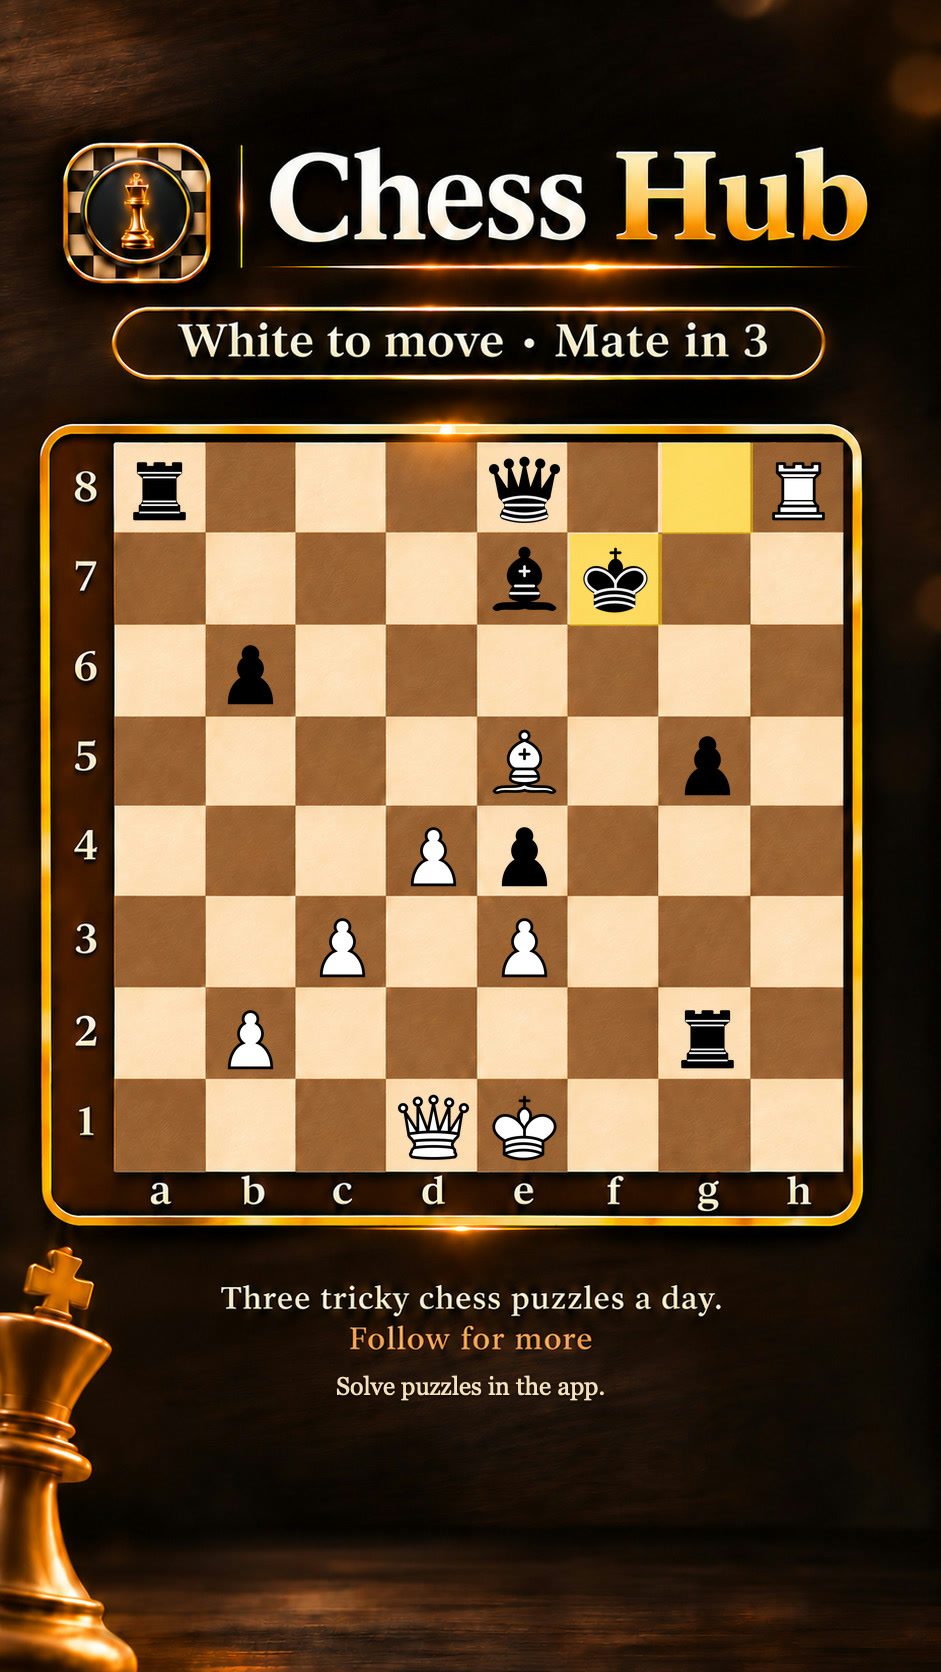 Chess Hub
White to move • Mate in 3
8
7
6
5
4
3
2
1
a b c d e f g h
Three tricky chess puzzles a day.
Follow for more
Solve puzzles in the app.